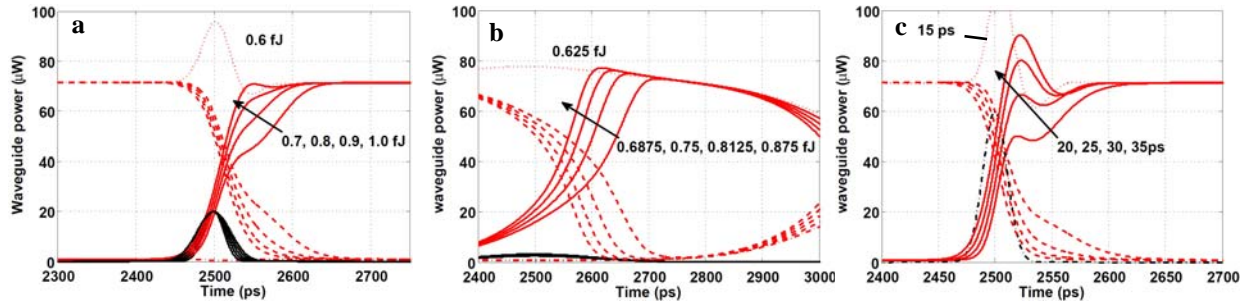 a
0.6 fJ
0.7, 0.8, 0.9, 1.0 fJ
Waveguide power (μW)
100
80
60
40
20
0
2300
2400
2500
2600
2700
Time (ps)
b
0.625 fJ
0.6875, 0.75, 0.8125, 0.875 fJ
Waveguide power (μW)
100
80
60
40
20
0
2400
2500
2600
2700
2800
2900
3000
Time (ps)
c
15 ps
20, 25, 30, 35ps
waveguide power (μW)
100
80
60
40
20
0
2400
2450
2500
2550
2600
2650
2700
Time (ps)